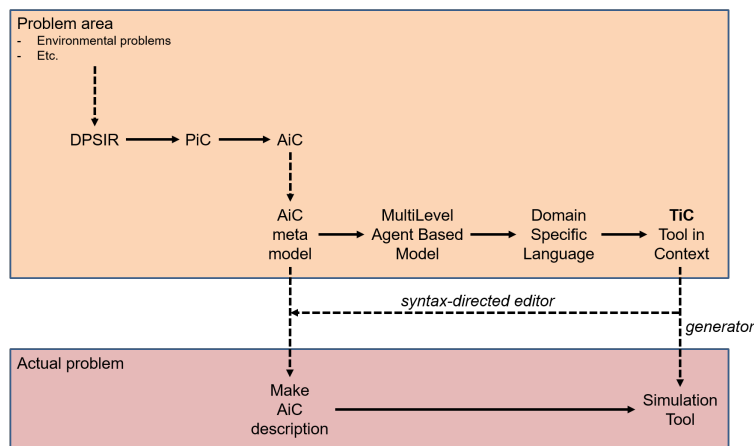 Problem area
- Environmental problems
- Etc.
DPSIR
PiC
AiC
AiC
meta
model
MultiLevel
Agent Based
Model
Domain
Specific
Language
TiC
Tool in
Context
syntax-directed editor
generator
Actual problem
Make
AiC
description
Simulation
Tool